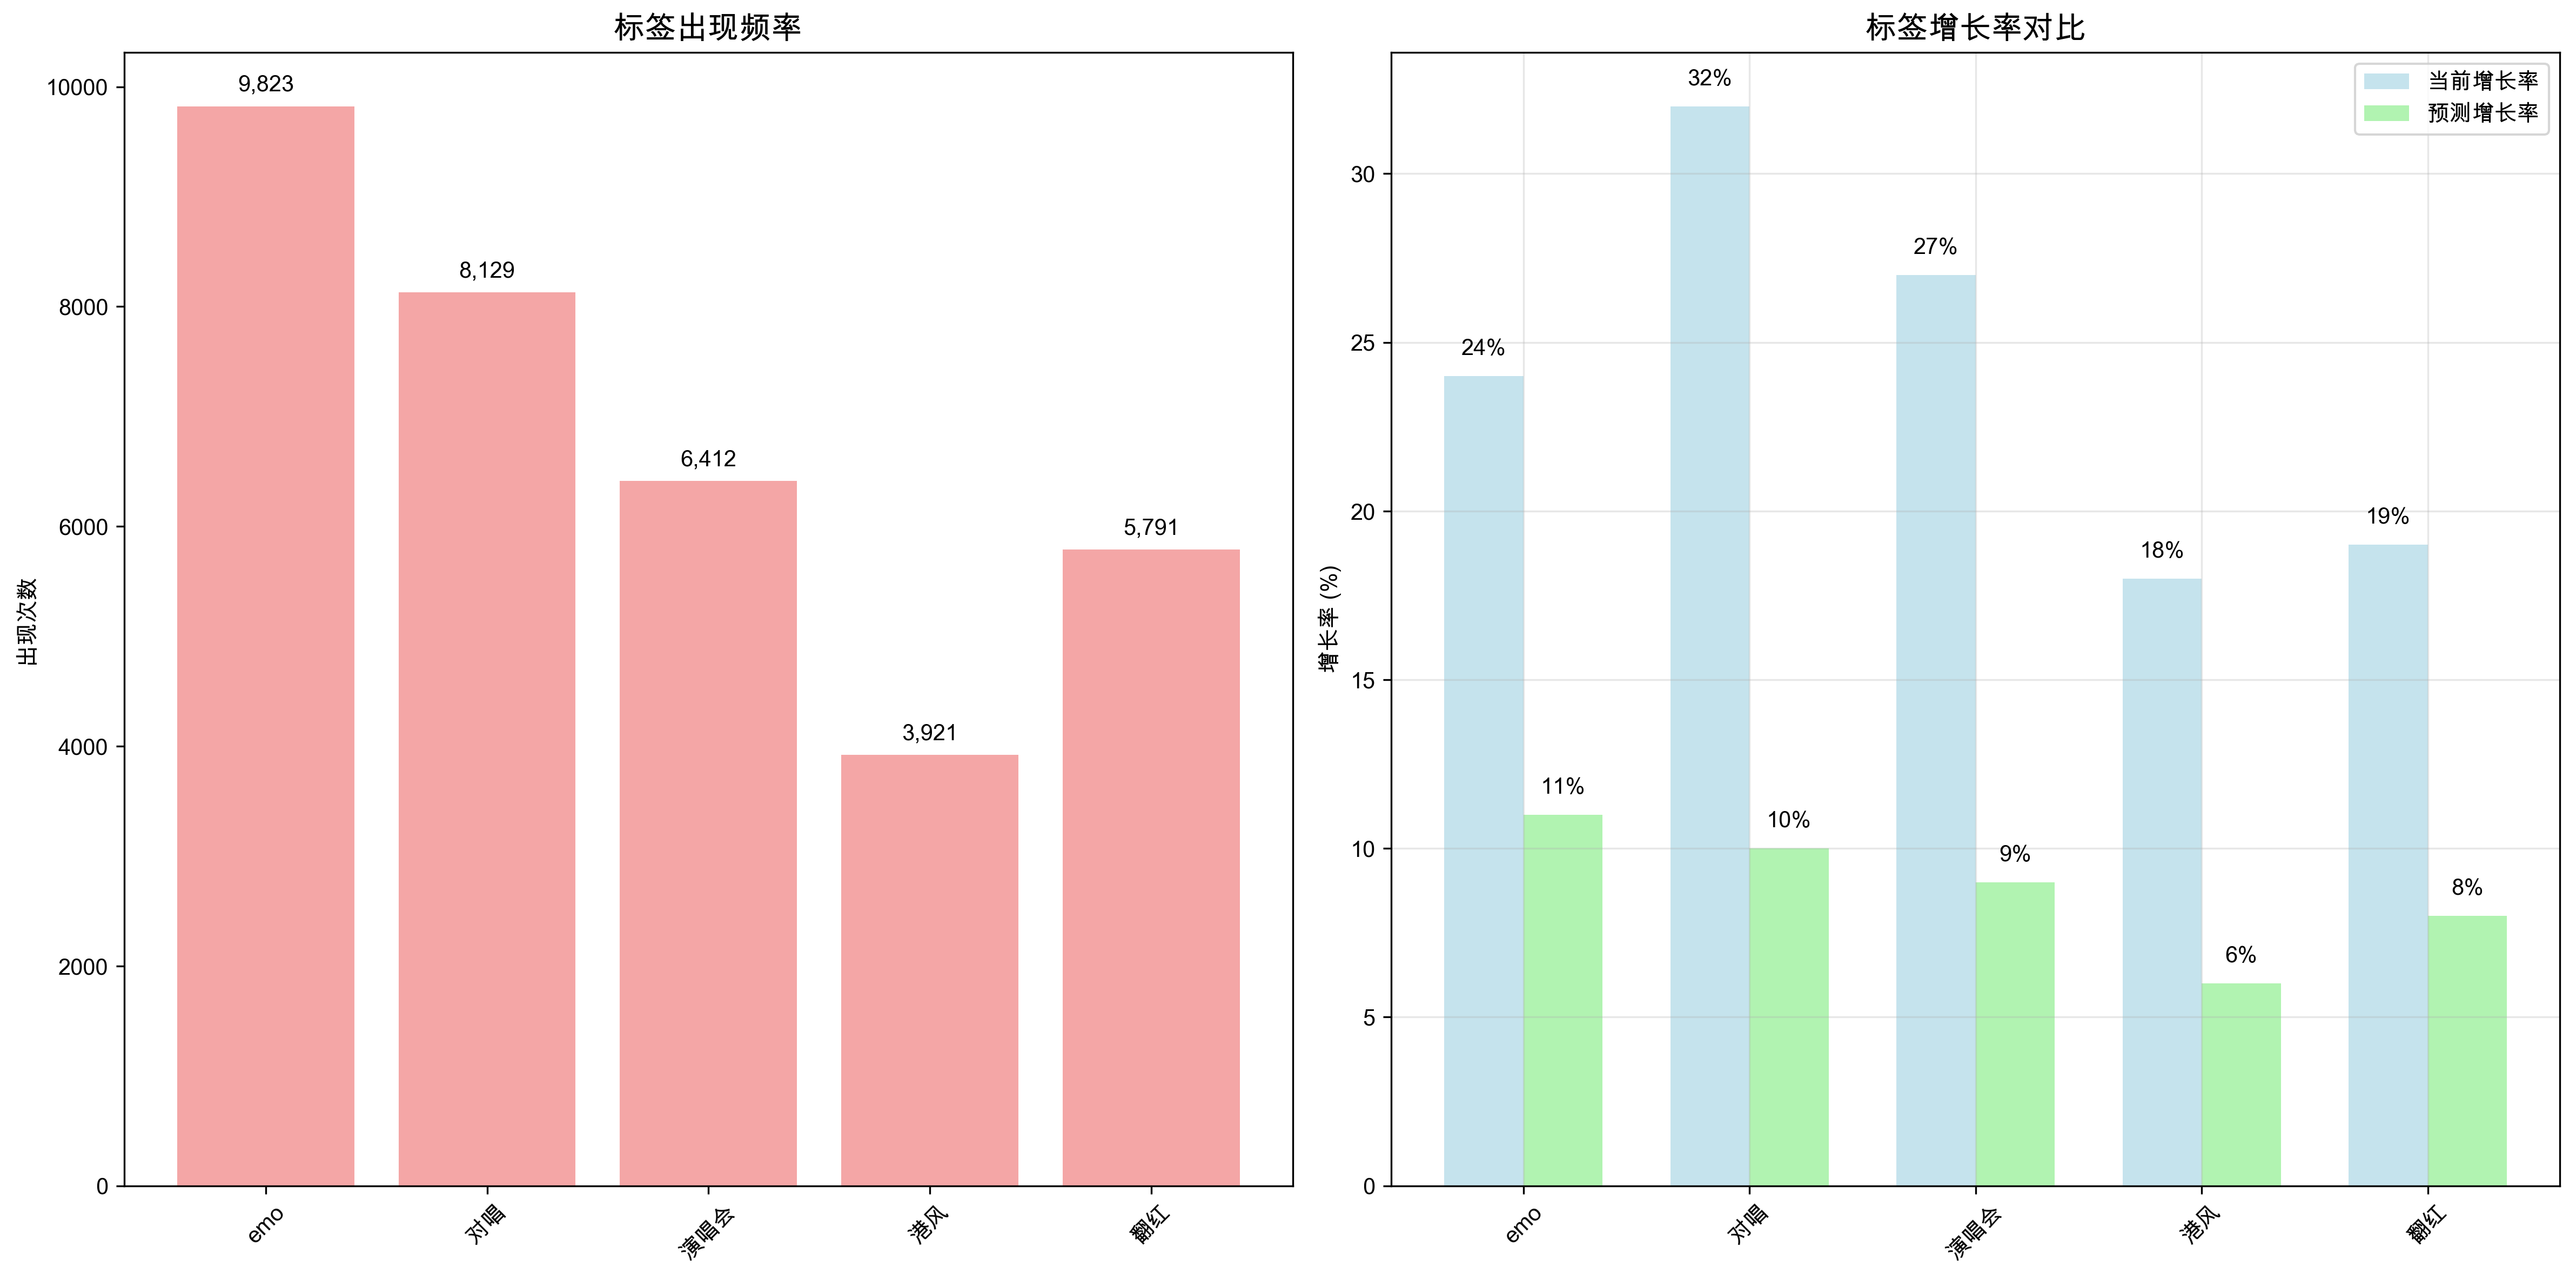 标签出现频率
出现次数
10000
8000
6000
4000
2000
0
9,823
8,129
6,412
3,921
5,791
emo
对唱
演唱会
港风
翻红
标签增长率对比
当前增长率
预测增长率
增长率 (%)
30
25
20
15
10
5
0
24%
11%
32%
10%
27%
9%
18%
6%
19%
8%
emo
对唱
演唱会
港风
翻红